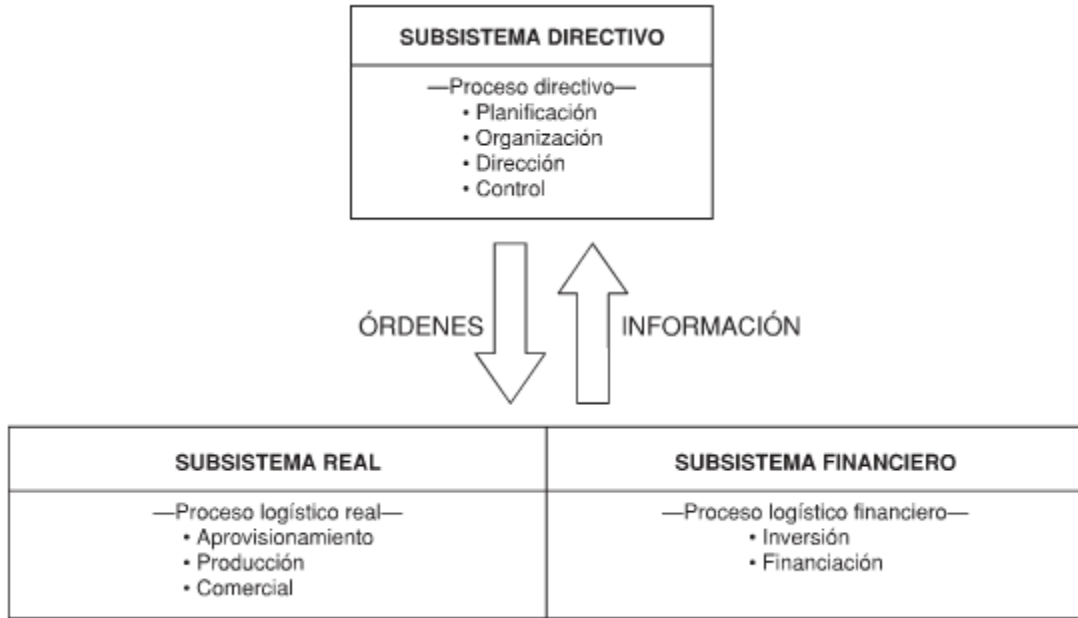 SUBSISTEMA DIRECTIVO
—Proceso directivo—
• Planificación
• Organización
• Dirección
• Control
ÓRDENES
INFORMACIÓN
SUBSISTEMA REAL
—Proceso logístico real—
• Aprovisionamiento
• Producción
• Comercial
SUBSISTEMA FINANCIERO
—Proceso logístico financiero—
• Inversión
• Financiación